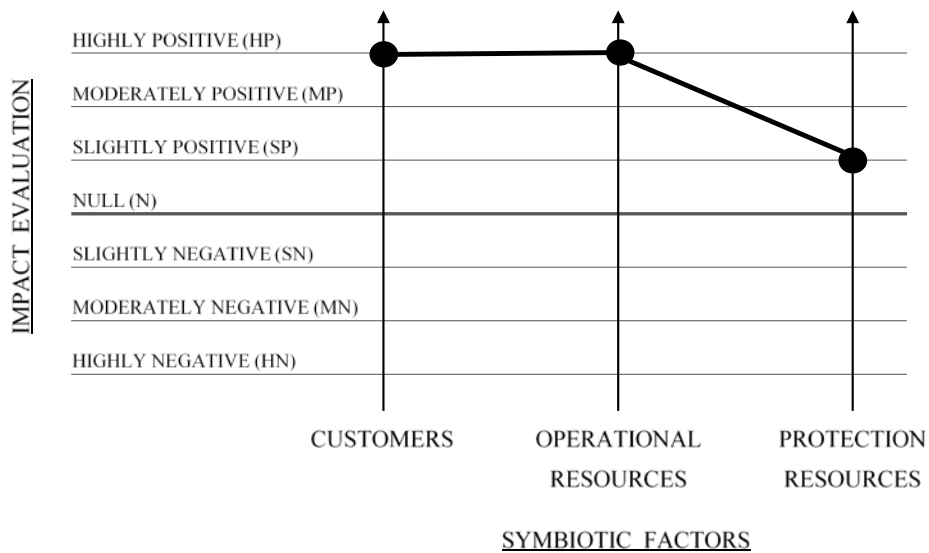 HIGHLY POSITIVE (HP)
MODERATELY POSITIVE (MP)
SLIGHTLY POSITIVE (SP)
NULL (N)
SLIGHTLY NEGATIVE (SN)
MODERATELY NEGATIVE (MN)
HIGHLY NEGATIVE (HN)
IMPACT EVALUATION
CUSTOMERS
OPERATIONAL
RESOURCES
PROTECTION
RESOURCES
SYMBIOTIC FACTORS